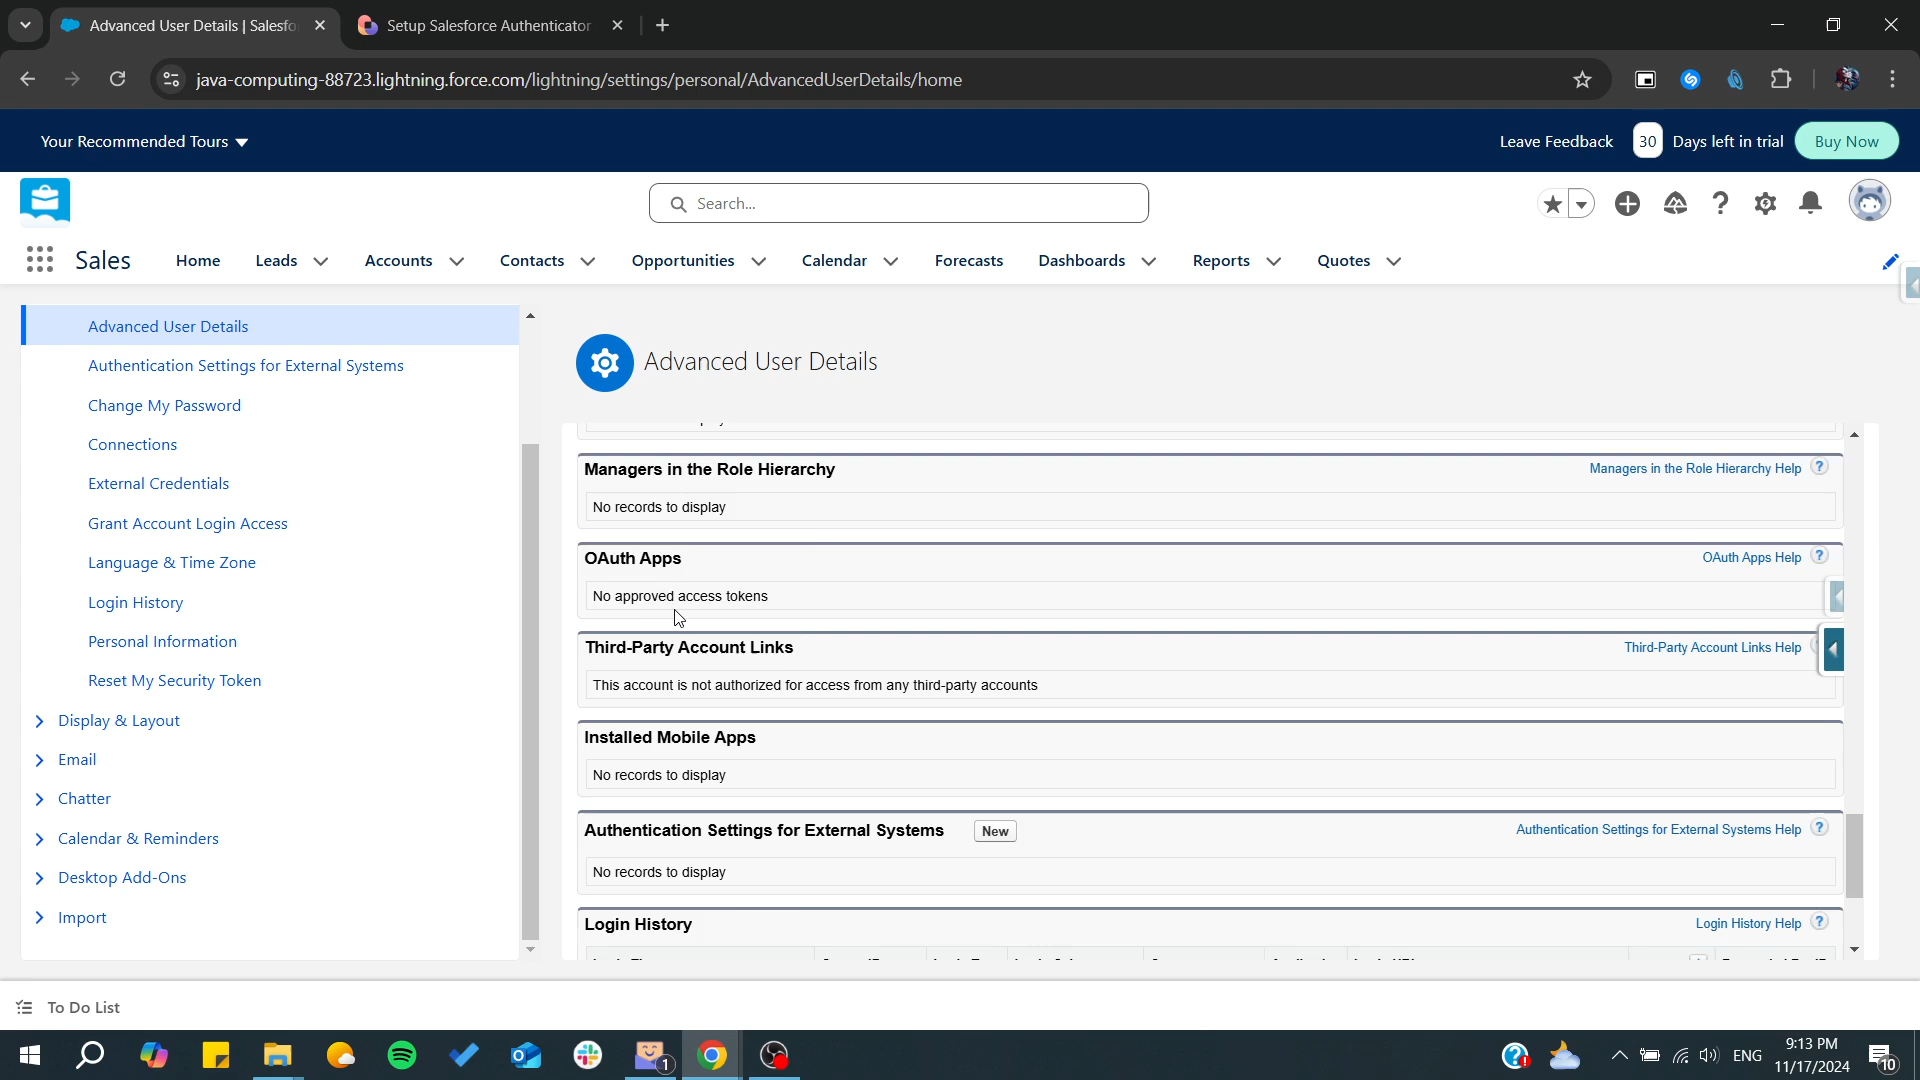 Advanced User Details | Salesfo
Setup Salesforce Authenticator
java-computing-88723.lightning.force.com/lightning/settings/personal/AdvancedUserDetails/home
Your Recommended Tours
Leave Feedback 30 Days left in trial Buy Now
Search...
Sales Home Leads Accounts Contacts Opportunities Calendar Forecasts Dashboards Reports Quotes
Advanced User Details
Authentication Settings for External Systems
Change My Password
Connections
External Credentials
Grant Account Login Access
Language & Time Zone
Login History
Personal Information
Reset My Security Token
Display & Layout
Email
Chatter
Calendar & Reminders
Desktop Add-Ons
Import
Advanced User Details
Managers in the Role Hierarchy Managers in the Role Hierarchy Help ?
No records to display
OAuth Apps OAuth Apps Help ?
No approved access tokens
Third-Party Account Links Third-Party Account Links Help
This account is not authorized for access from any third-party accounts
Installed Mobile Apps
No records to display
Authentication Settings for External Systems New Authentication Settings for External Systems Help ?
No records to display
Login History Login History Help ?
To Do List
1
ENG
9:13 PM
11/17/2024
10